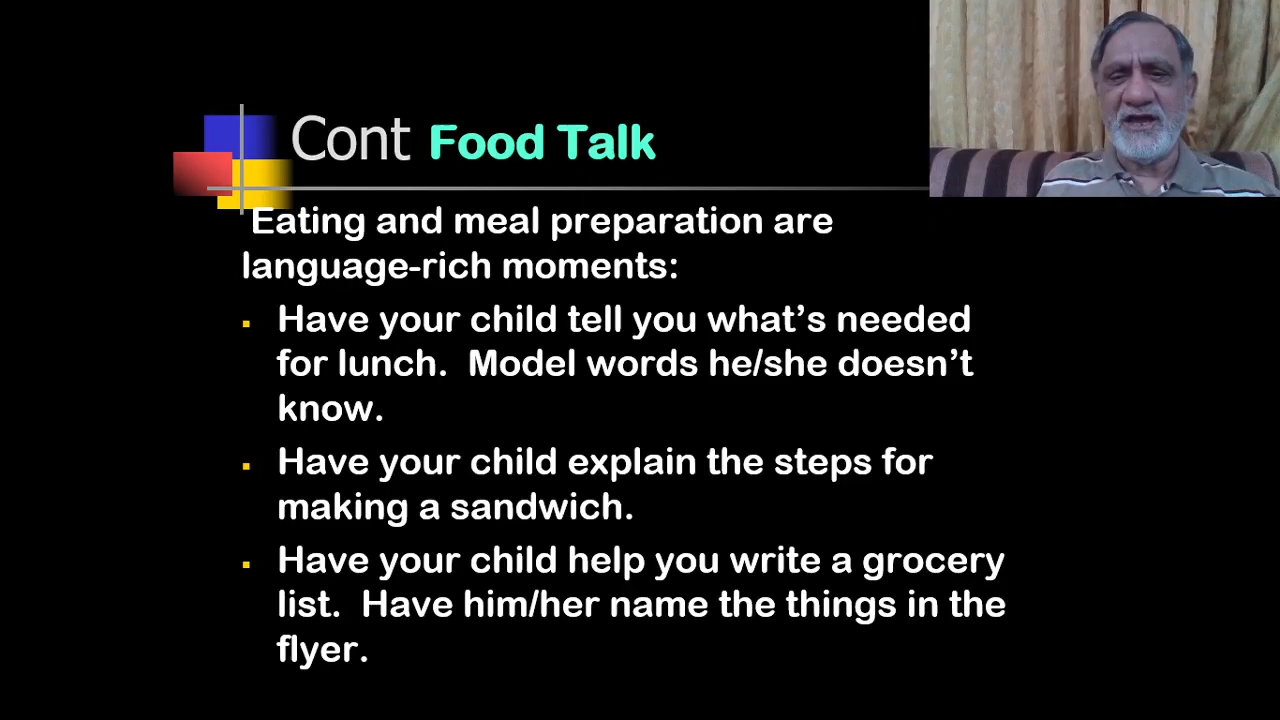 Cont Food Talk
Eating and meal preparation are
language-rich moments:
Have your child tell you what's needed
for lunch.  Model words he/she doesn't
know.
Have your child explain the steps for
making a sandwich.
Have your child help you write a grocery
list.  Have him/her name the things in the
flyer.